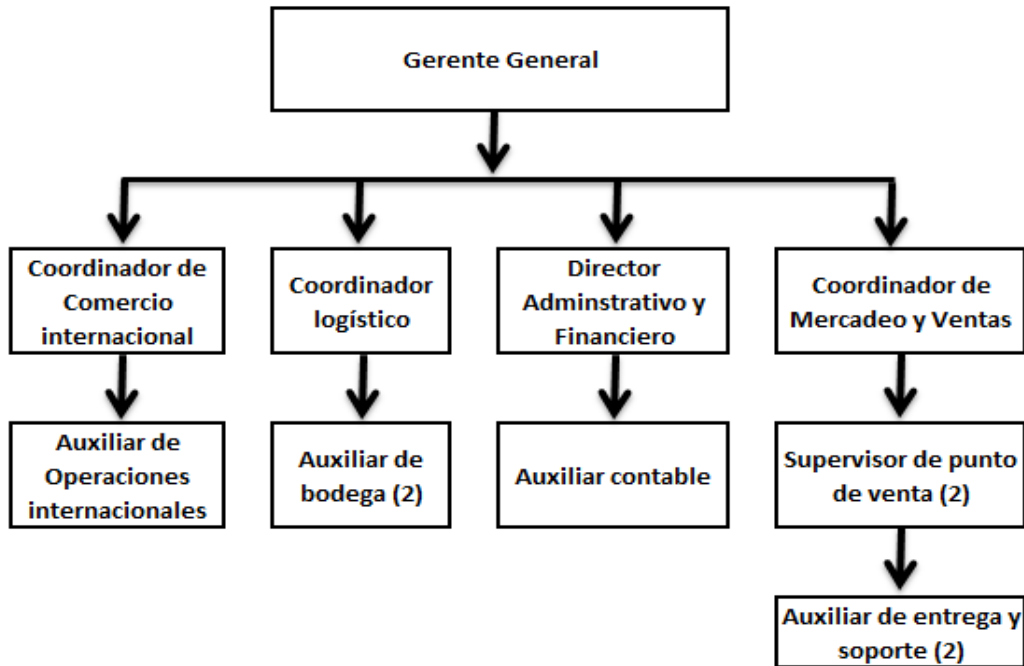 Gerente General
Coordinador de
Comercio
internacional
Coordinador
logístico
Director
Adminstrativo y
Financiero
Coordinador de
Mercadeo y Ventas
Auxiliar de
Operaciones
internacionales
Auxiliar de
bodega (2)
Auxiliar contable
Supervisor de punto
de venta (2)
Auxiliar de entrega y
soporte (2)